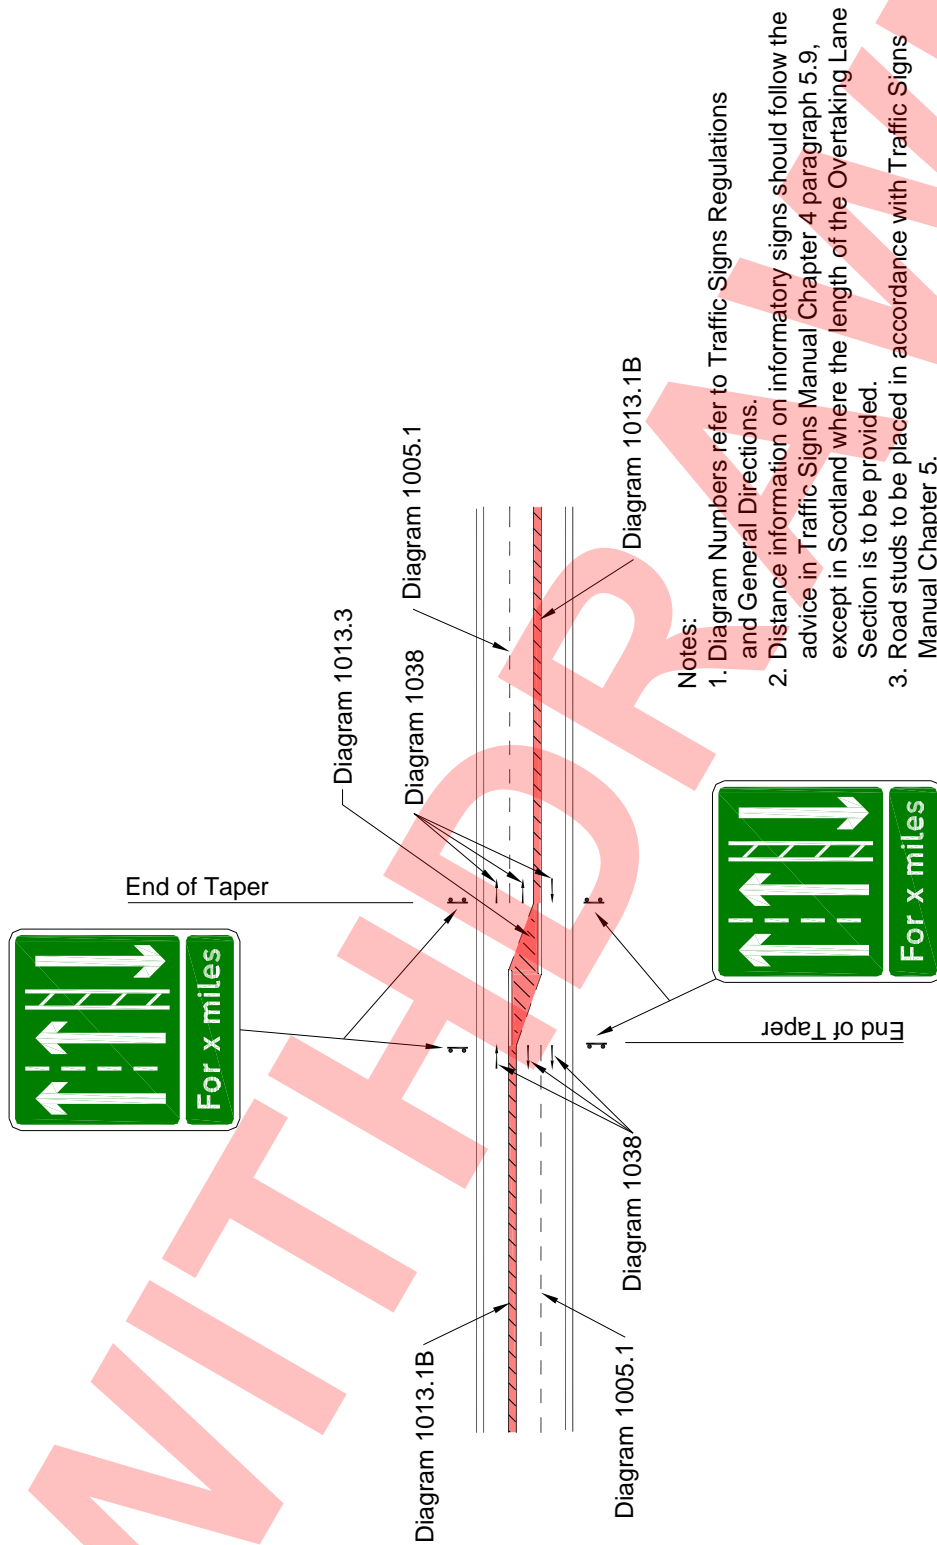 WITHDRAW
For x miles
End of Taper
Diagram 1013.3
Diagram 1038
Diagram 1005.1
Diagram 1013.1B
Diagram 1013.1B
Diagram 1005.1
Diagram 1038
End of Taper
For x miles
Notes:
1. Diagram Numbers refer to Traffic Signs Regulations
and General Directions.
2. Distance information on informatory signs should follow the
advice in Traffic Signs Manual Chapter 4 paragraph 5.9,
except in Scotland where the length of the Overtaking Lane
Section is to be provided.
3. Road studs to be placed in accordance with Traffic Signs
Manual Chapter 5.